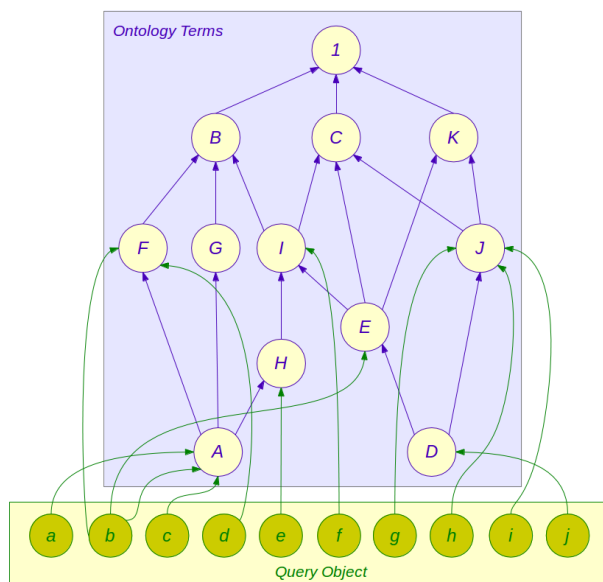 Ontology Terms
1
B C K
F G I J
E
H
A D
a b c d e f g h i j
Query Object